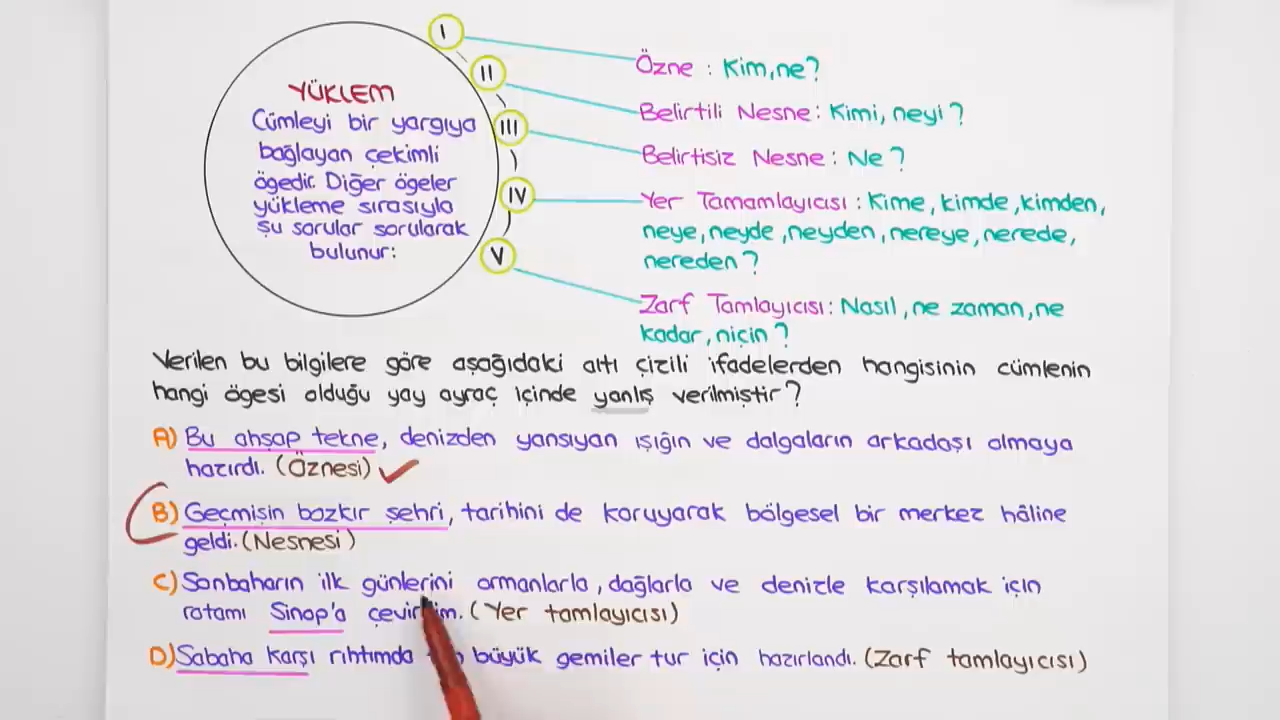 YÜKLEM
Cümleyi bir yargıya
bağlayan çekimli
ögedir. Diğer ögeler
yükleme sırasıyla
şu sorular sorularak
bulunur:
I
Özne : Kim, ne?
II
Belirtili Nesne : Kimi, neyi ?
III
Belirtisiz Nesne : Ne ?
IV
Yer Tamamlayıcısı : Kime, kimde, kimden,
neye, neyde, neyden, nereye, nerede,
nereden ?
V
Zarf Tamlayıcısı : Nasıl, ne zaman, ne
kadar, niçin ?
Verilen bu bilgilere göre aşağıdaki altı çizili ifadelerden hangisinin cümlenin
hangi ögesi olduğu yay ayraç içinde yanlış verilmiştir ?
A) Bu ahşap tekne, denizden yansıyan ışığın ve dalgaların arkadaşı olmaya
hazırdı. (Öznesi)
B) Geçmişin bozkır şehri, tarihini de koruyarak bölgesel bir merkez hâline
geldi. (Nesnesi)
C) Sonbaharın ilk günlerini ormanlarla, dağlarla ve denizle karşılamak için
rotamı Sinop'a (Yer tamlayıcısı)
D) Sabaha karşı rıhtımda büyük gemiler tur için hazırlandı. (Zarf tamlayıcısı)